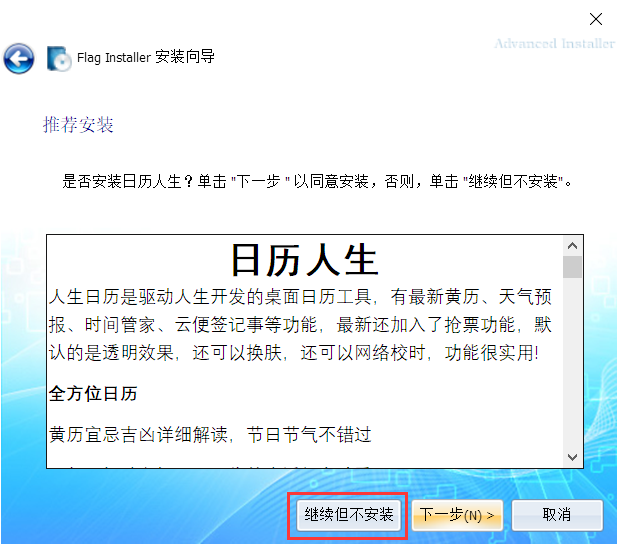 Advanced Installer
Flag Installer 安装向导
推荐安装
是否安装日历人生？单击 "下一步 " 以同意安装，否则，单击 "继续但不安装"。
日历人生
人生日历是驱动人生开发的桌面日历工具，有最新黄历、天气预
报、时间管家、云便签记事等功能，最新还加入了抢票功能，默
认的是透明效果，还可以换肤，还可以网络校时，功能很实用!
全方位日历
黄历宜忌吉凶详细解读，节日节气不错过
继续但不安装
下一步(N) >
取消